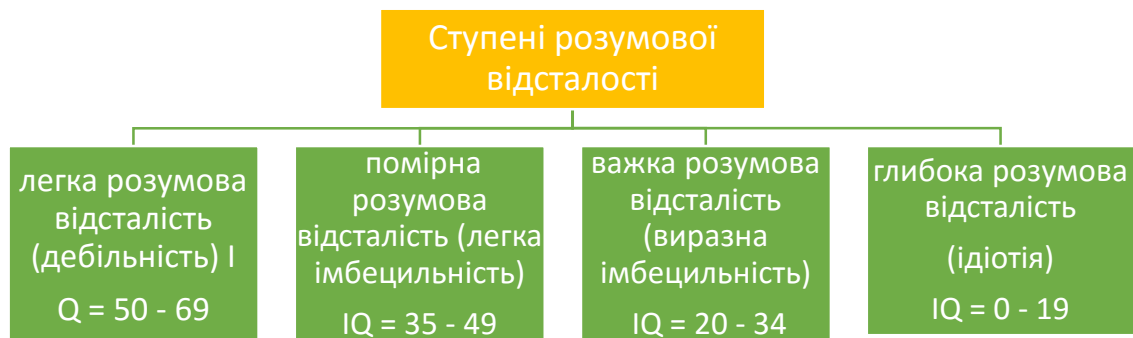 Ступені розумової
відсталості
легка розумова
відсталість
(дебільність) I
Q = 50 - 69
помірна
розумова
відсталість (легка
імбецильність)
IQ = 35 - 49
важка розумова
відсталість
(виразна
імбецильність)
IQ = 20 - 34
глибока розумова
відсталість
(ідіотія)
IQ = 0 - 19